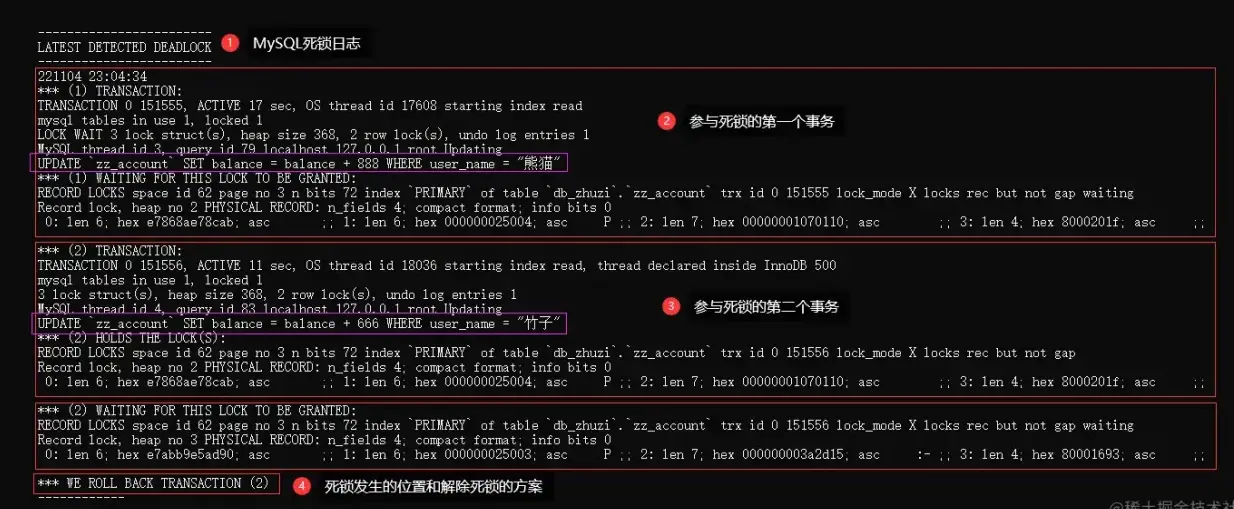 ------------------------
LATEST DETECTED DEADLOCK
1 MySQL死锁日志
------------------------
221104 23:04:34
*** (1) TRANSACTION:
TRANSACTION 0 151555, ACTIVE 17 sec, OS thread id 17608 starting index read
mysql tables in use 1, locked 1
2 参与死锁的第一个事务
LOCK WAIT 3 lock struct(s), heap size 368, 2 row lock(s), undo log entries 1
MySQL thread id 3, query id 79 localhost 127.0.0.1 root Updating
UPDATE `zz_account` SET balance = balance + 888 WHERE user_name = "熊猫"
*** (1) WAITING FOR THIS LOCK TO BE GRANTED:
RECORD LOCKS space id 62 page no 3 n bits 72 index `PRIMARY` of table `db_zhuzi`.`zz_account` trx id 0 151555 lock_mode X locks rec but not gap waiting
Record lock, heap no 2 PHYSICAL RECORD: n_fields 4; compact format; info bits 0
0: len 6; hex e7868ae78cab; asc ;; 1: len 6; hex 000000025004; asc P ;; 2: len 7; hex 00000001070110; asc ;; 3: len 4; hex 8000201f; asc ;;
*** (2) TRANSACTION:
TRANSACTION 0 151556, ACTIVE 11 sec, OS thread id 18036 starting index read, thread declared inside InnoDB 500
mysql tables in use 1, locked 1
3 lock struct(s), heap size 368, 2 row lock(s), undo log entries 1
3 参与死锁的第二个事务
MySQL thread id 4, query id 83 localhost 127.0.0.1 root Updating
UPDATE `zz_account` SET balance = balance + 666 WHERE user_name = "竹子"
*** (2) HOLDS THE LOCK(S):
RECORD LOCKS space id 62 page no 3 n bits 72 index `PRIMARY` of table `db_zhuzi`.`zz_account` trx id 0 151556 lock_mode X locks rec but not gap
Record lock, heap no 2 PHYSICAL RECORD: n_fields 4; compact format; info bits 0
0: len 6; hex e7868ae78cab; asc ;; 1: len 6; hex 000000025004; asc P ;; 2: len 7; hex 00000001070110; asc ;; 3: len 4; hex 8000201f; asc ;;
*** (2) WAITING FOR THIS LOCK TO BE GRANTED:
RECORD LOCKS space id 62 page no 3 n bits 72 index `PRIMARY` of table `db_zhuzi`.`zz_account` trx id 0 151556 lock_mode X locks rec but not gap waiting
Record lock, heap no 3 PHYSICAL RECORD: n_fields 4; compact format; info bits 0
0: len 6; hex e7abb9e5ad90; asc ;; 1: len 6; hex 000000025003; asc P ;; 2: len 7; hex 000000003a2d15; asc :- ;; 3: len 4; hex 80001693; asc ;;
*** WE ROLL BACK TRANSACTION (2)
4 死锁发生的位置和解除死锁的方案
------------
@稀土掘金技术社